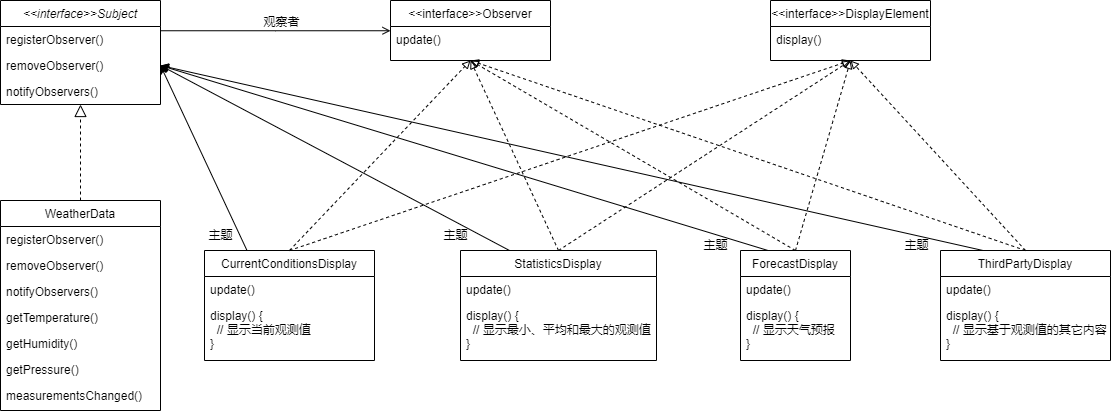 <<interface>>Subject
registerObserver()
removeObserver()
notifyObservers()
观察者
<<interface>>Observer
update()
<<interface>>DisplayElement
display()
WeatherData
registerObserver()
removeObserver()
notifyObservers()
getTemperature()
getHumidity()
getPressure()
measurementsChanged()
主题
CurrentConditionsDisplay
update()
display() {
// 显示当前观测值
}
主题
StatisticsDisplay
update()
display() {
// 显示最小、平均和最大的观测值
}
主题
ForecastDisplay
update()
display() {
// 显示天气预报
}
主题
ThirdPartyDisplay
update()
display() {
// 显示基于观测值的其它内容
}